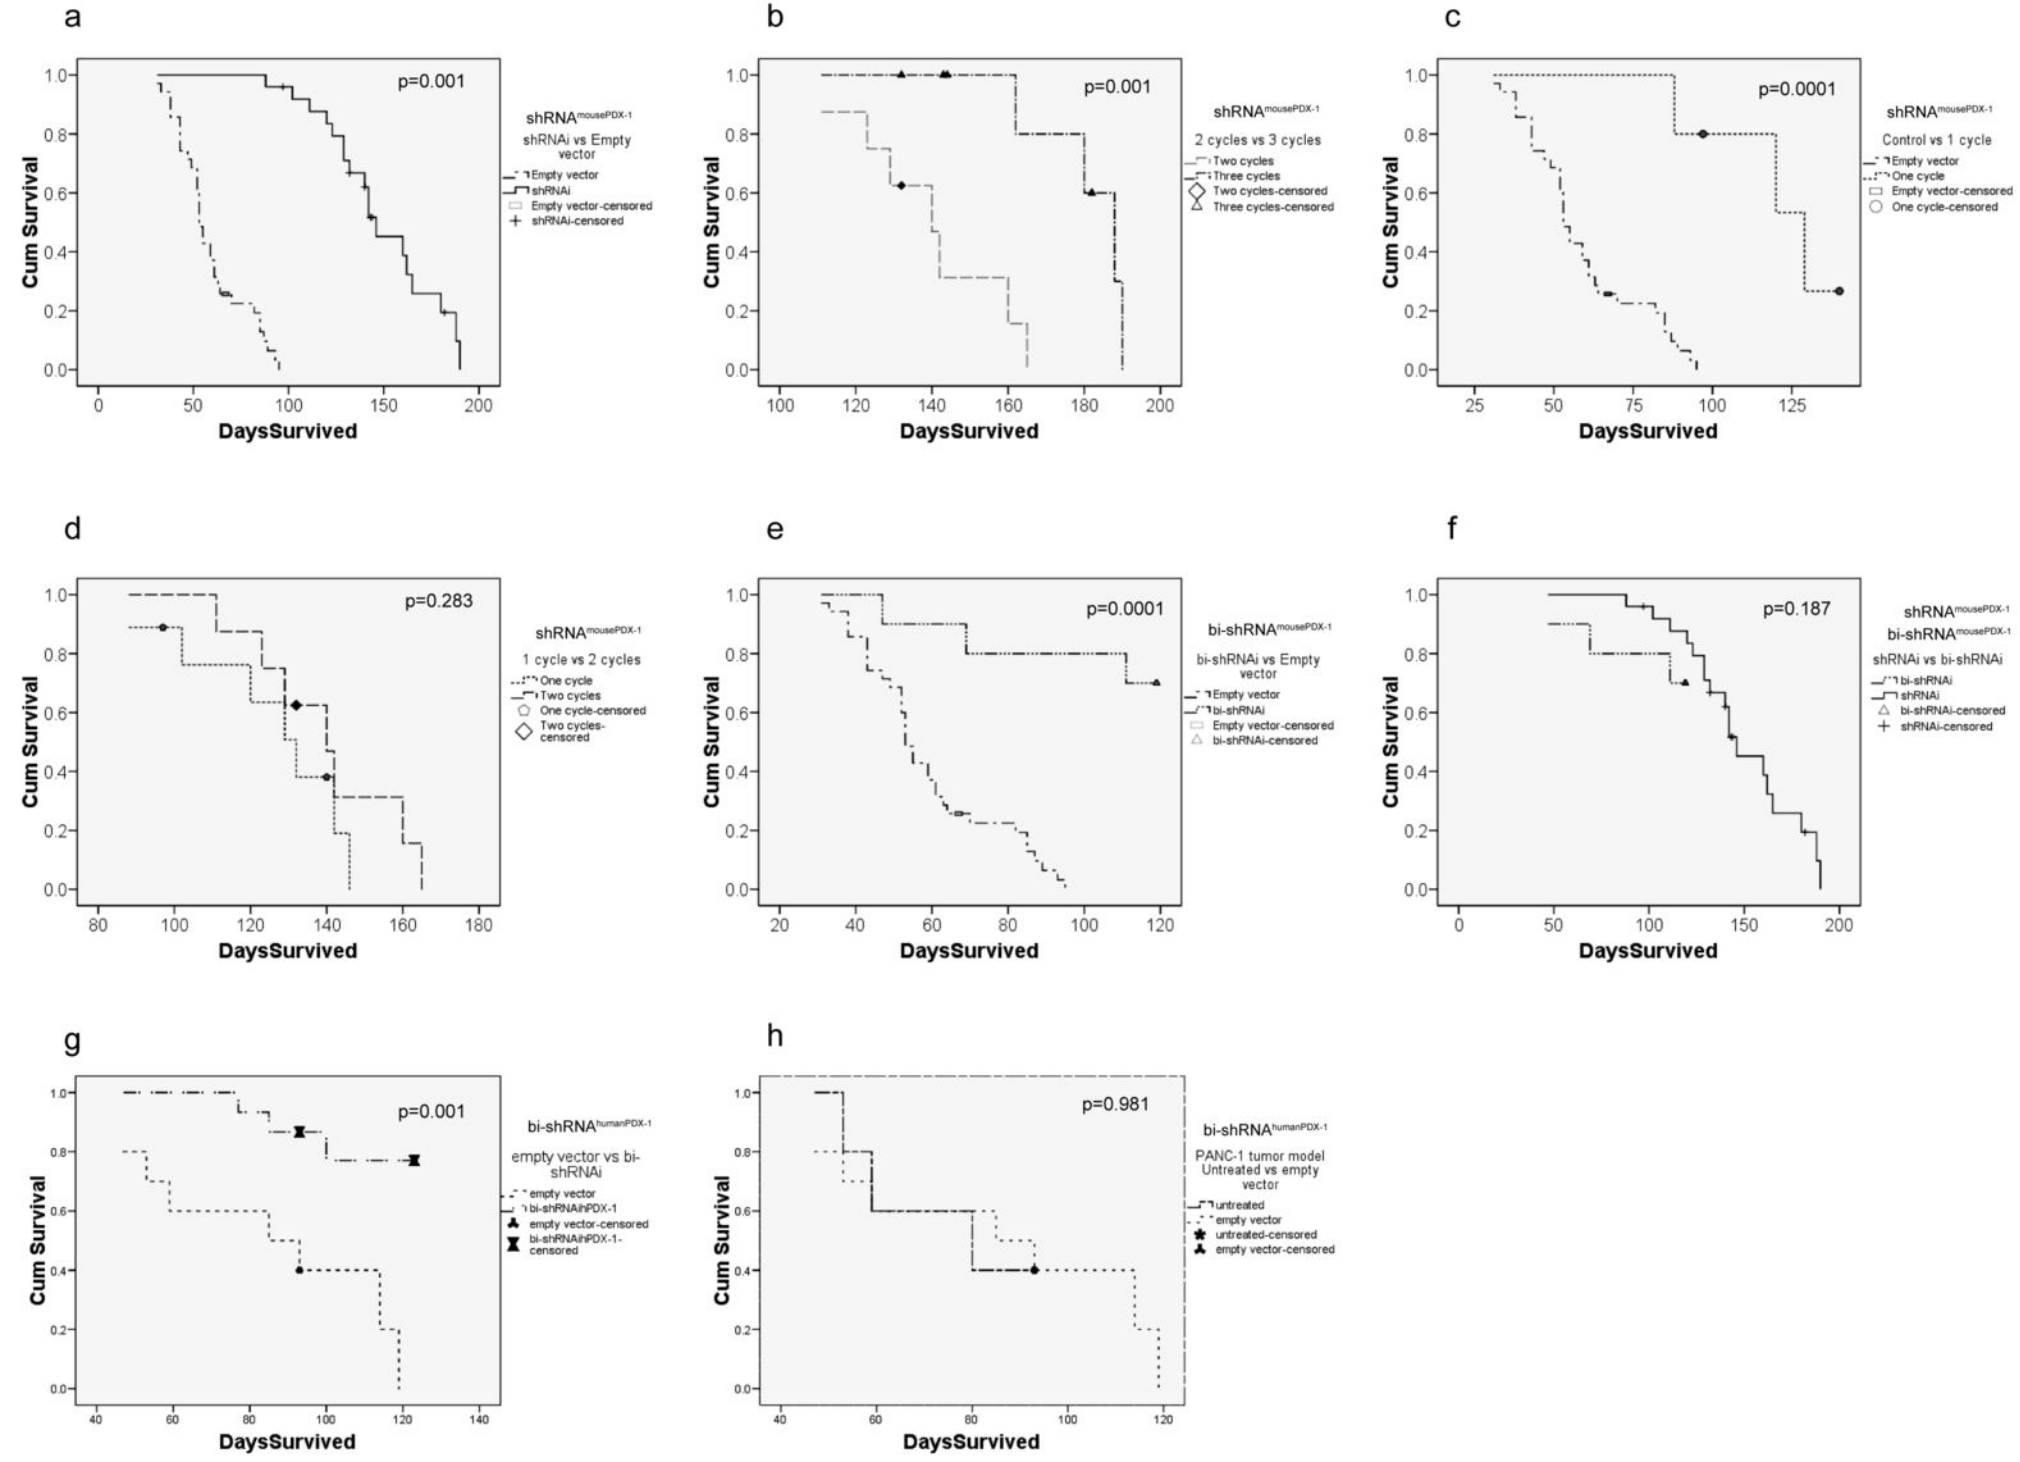 a
1.0
0.8
0.6
0.4
0.2
0.0
Cum Survival
p=0.001
0 50 100 150 200
DaysSurvived
shRNAmousePDX-1
shRNAi vs Empty
vector
Empty vector
shRNAi
Empty vector-censored
shRNAi-censored
b
1.0
0.8
0.6
0.4
0.2
0.0
Cum Survival
p=0.001
100 120 140 160 180 200
DaysSurvived
shRNAmousePDX-1
2 cycles vs 3 cycles
Two cycles
Three cycles
Two cycles-censored
Three cycles-censored
c
1.0
0.8
0.6
0.4
0.2
0.0
Cum Survival
p=0.0001
25 50 75 100 125
DaysSurvived
shRNAmousePDX-1
Control vs 1 cycle
Empty vector
One cycle
Empty vector-censored
One cycle-censored
d
1.0
0.8
0.6
0.4
0.2
0.0
Cum Survival
p=0.283
80 100 120 140 160 180
DaysSurvived
shRNAmousePDX-1
1 cycle vs 2 cycles
One cycle
Two cycles
One cycle-censored
Two cycles-
censored
e
1.0
0.8
0.6
0.4
0.2
0.0
Cum Survival
p=0.0001
20 40 60 80 100 120
DaysSurvived
bi-shRNAmousePDX-1
bi-shRNAi vs Empty
vector
Empty vector
bi-shRNAi
Empty vector-censored
bi-shRNAi-censored
f
1.0
0.8
0.6
0.4
0.2
0.0
Cum Survival
p=0.187
0 50 100 150 200
DaysSurvived
shRNAmousePDX-1
bi-shRNAmousePDX-1
shRNAi vs bi-shRNAi
bi-shRNAi
shRNAi
bi-shRNAi-censored
shRNAi-censored
g
1.0
0.8
0.6
0.4
0.2
0.0
Cum Survival
p=0.001
40 60 80 100 120 140
DaysSurvived
bi-shRNAhumanPDX-1
empty vector vs bi-
shRNAi
empty vector
bi-shRNAihPDX-1
empty vector-censored
bi-shRNAihPDX-1-
censored
h
1.0
0.8
0.6
0.4
0.2
0.0
Cum Survival
p=0.981
40 60 80 100 120
DaysSurvived
bi-shRNAhumanPDX-1
PANC-1 tumor model
Untreated vs empty
vector
untreated
empty vector
untreated-censored
empty vector-censored